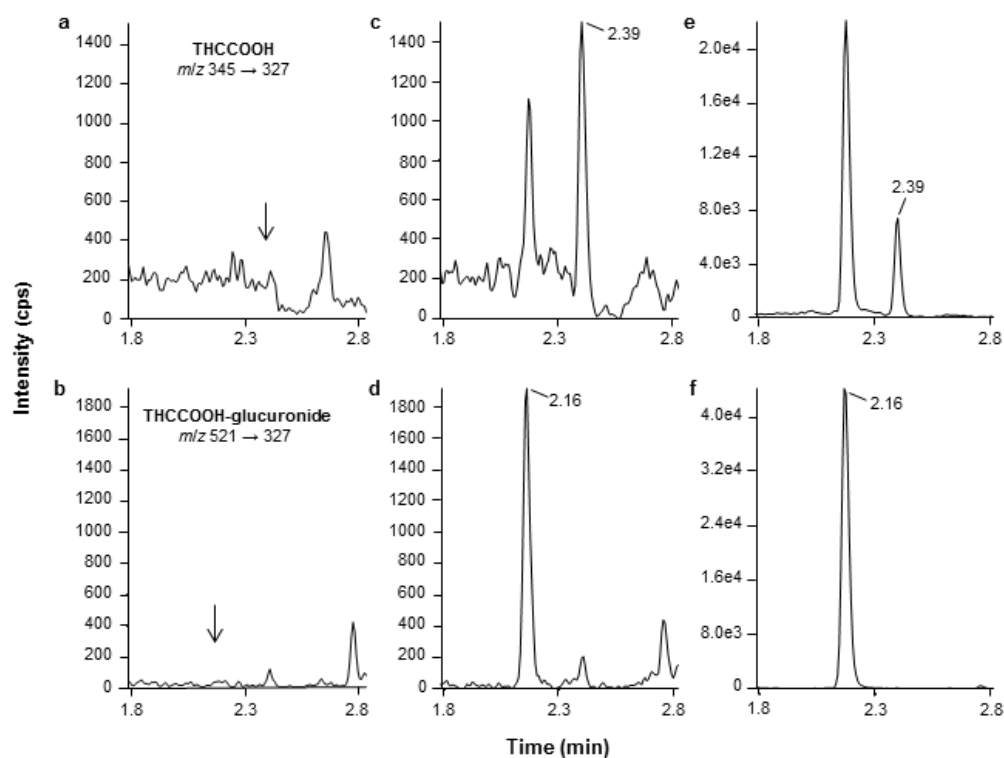 a
THCCOOH
m/z 345 → 327
1400
1200
1000
800
600
400
200
0
1.8
2.3
2.8
c
2.39
1400
1200
1000
800
600
400
200
0
1.8
2.3
2.8
e
2.39
2.0e4
1.6e4
1.2e4
8.0e3
4.0e3
0
1.8
2.3
2.8
Intensity (cps)
b
THCCOOH-glucuronide
m/z 521 → 327
1800
1600
1400
1200
1000
800
600
400
200
0
1.8
2.3
2.8
d
2.16
1800
1600
1400
1200
1000
800
600
400
200
0
1.8
2.3
2.8
f
2.16
4.0e4
3.2e4
2.4e4
1.6e4
8.0e3
0
1.8
2.3
2.8
Time (min)